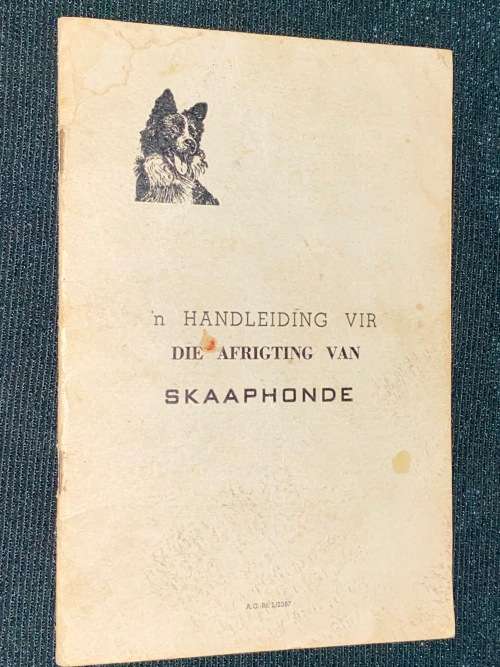 'n HANDLEIDING VIR
DIE AFRIGTING VAN
SKAAPHONDE